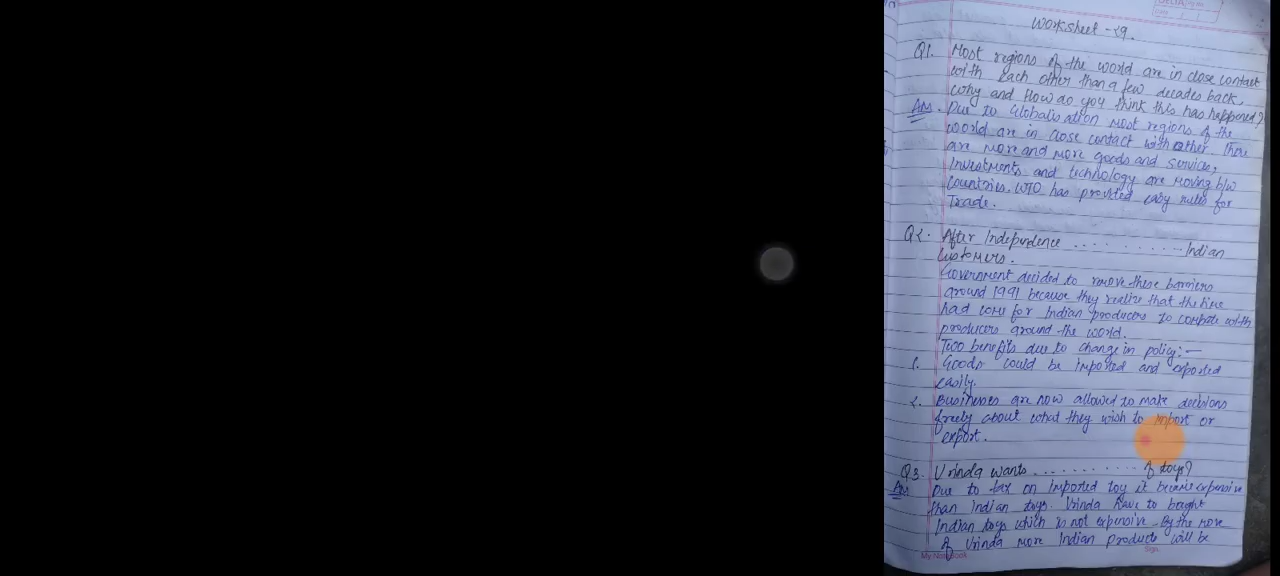 Worksheet - 29.
Q1. Most regions of the world are in close contact
with each other than a few decades back,
why and How do you think this has happened?
Ans. Due to Globalisation most regions of the
world are in close contact with other. There
are more and more goods and services,
Investments and technology are moving b/w
Countries. WTO has provided easy rules for
Trade.
Q2. After Independence ........... Indian
Customers.
Government decided to remove these barriers
around 1991 because they realize that the time
had come for Indian producers to compete with
producers around the world.
Two benefits due to change in policy:-
1. Goods could be imported and exported
easily.
2. Businesses are now allowed to make decisions
freely about what they wish to import or
export.
Q3. Vrinda wants ......... of toys?
Ans. Due to tax on imported toy it became expensive
than Indian toys. Vrinda have to bought
Indian toys which is not expensive. By the move
of Vrinda more Indian products will be
My NoteBook
Sign.